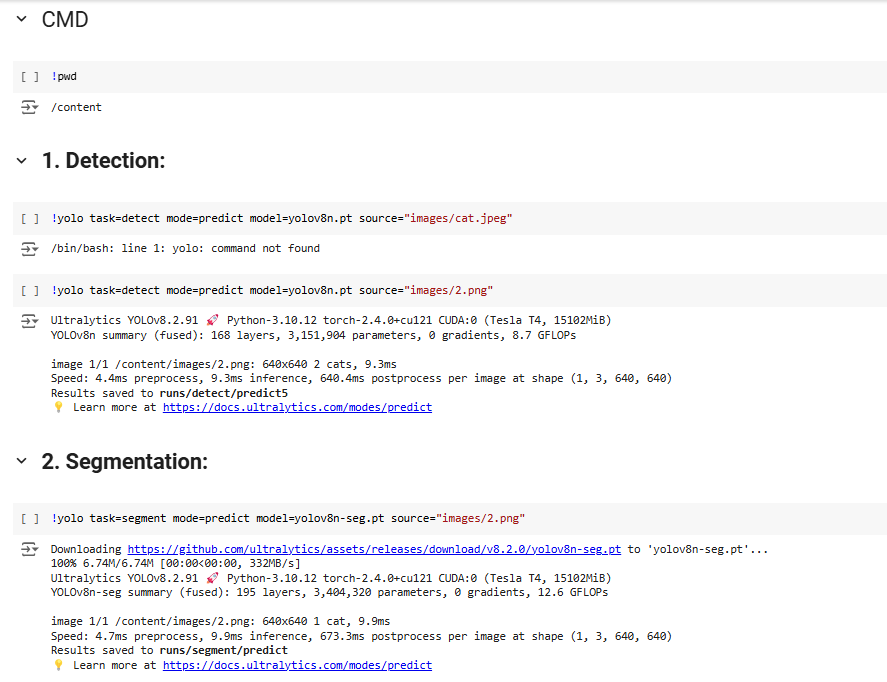 CMD
[ ] !pwd
/content
1. Detection:
[ ] !yolo task=detect mode=predict model=yolov8n.pt source="images/cat.jpeg"
/bin/bash: line 1: yolo: command not found
[ ] !yolo task=detect mode=predict model=yolov8n.pt source="images/2.png"
Ultralytics YOLOv8.2.91 🚀 Python-3.10.12 torch-2.4.0+cu121 CUDA:0 (Tesla T4, 15102MiB)
YOLOv8n summary (fused): 168 layers, 3,151,904 parameters, 0 gradients, 8.7 GFLOPs
image 1/1 /content/images/2.png: 640x640 2 cats, 9.3ms
Speed: 4.4ms preprocess, 9.3ms inference, 640.4ms postprocess per image at shape (1, 3, 640, 640)
Results saved to runs/detect/predict5
💡 Learn more at https://docs.ultralytics.com/modes/predict
2. Segmentation:
[ ] !yolo task=segment mode=predict model=yolov8n-seg.pt source="images/2.png"
Downloading https://github.com/ultralytics/assets/releases/download/v8.2.0/yolov8n-seg.pt to 'yolov8n-seg.pt'...
100% 6.74M/6.74M [00:00<00:00, 332MB/s]
Ultralytics YOLOv8.2.91 🚀 Python-3.10.12 torch-2.4.0+cu121 CUDA:0 (Tesla T4, 15102MiB)
YOLOv8n-seg summary (fused): 195 layers, 3,404,320 parameters, 0 gradients, 12.6 GFLOPs
image 1/1 /content/images/2.png: 640x640 1 cat, 9.9ms
Speed: 4.7ms preprocess, 9.9ms inference, 673.3ms postprocess per image at shape (1, 3, 640, 640)
Results saved to runs/segment/predict
💡 Learn more at https://docs.ultralytics.com/modes/predict